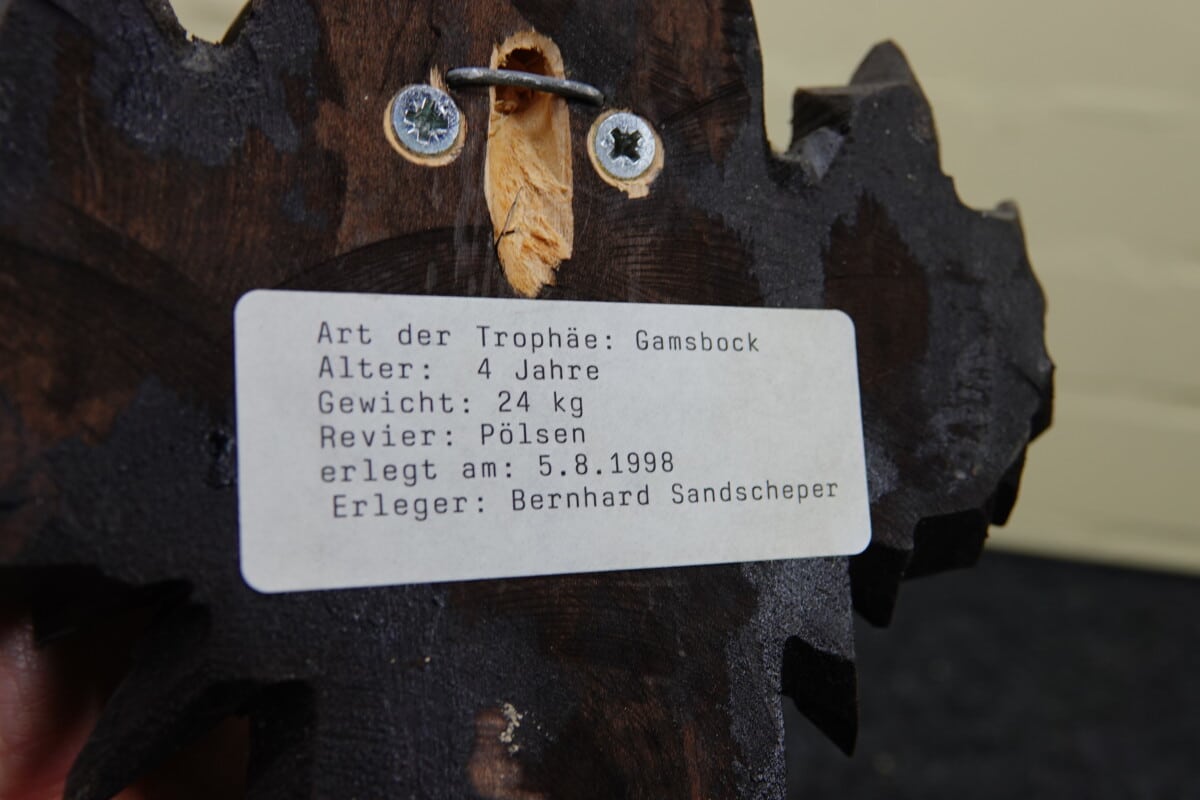 Art der Trophäe: Gamsbock
Alter: 4 Jahre
Gewicht: 24 kg
Revier: Pölsen
erlegt am: 5.8.1998
Erleger: Bernhard Sandscheper